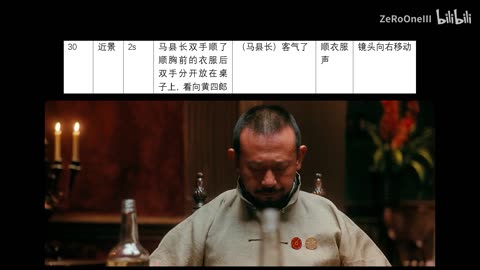 ZeRoOneIII bilibili
30 近景 2s 马县长双手顺了 （马县长）客气了 顺衣服 镜头向右移动
顺胸前的衣服后 声
双手分开放在桌
子上，看向黄四郎